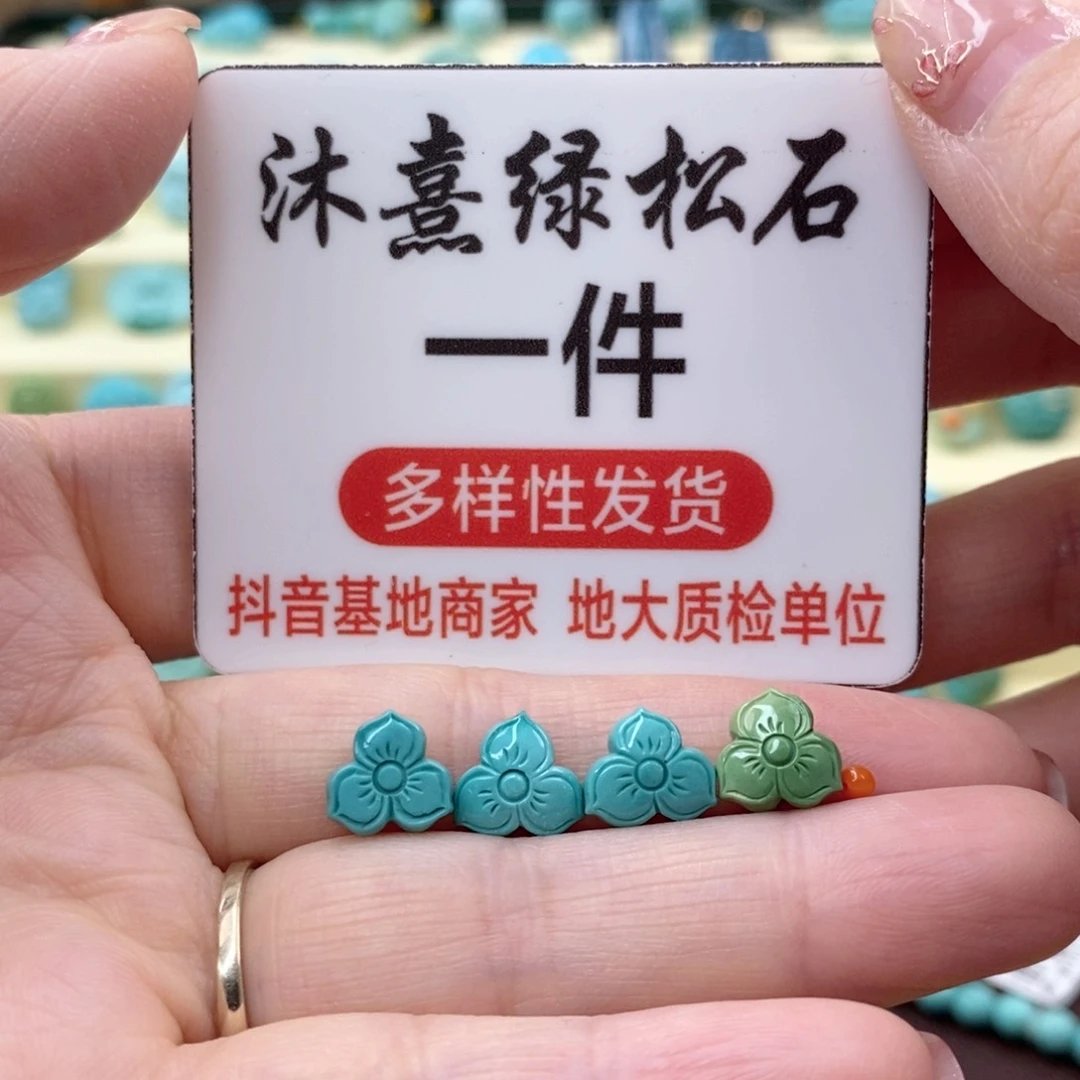 沐熹绿松石
一件
多样性发货
抖音基地商家 地大质检单位